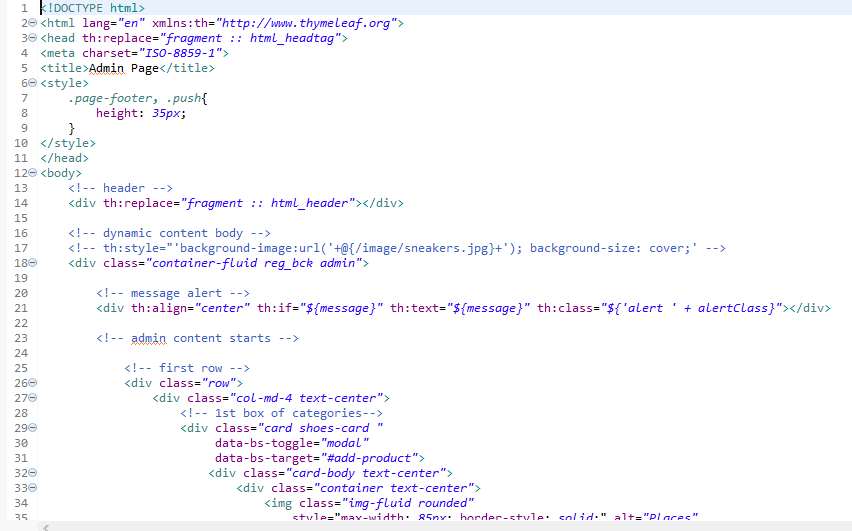 1 <!DOCTYPE html>
2 <html lang="en" xmlns:th="http://www.thymeleaf.org">
3 <head th:replace="fragment :: html_headtag">
4 <meta charset="ISO-8859-1">
5 <title>Admin Page</title>
6 <style>
7     .page-footer, .push{
8         height: 35px;
9     }
10 </style>
11 </head>
12 <body>
13     <!-- header -->
14     <div th:replace="fragment :: html_header"></div>
15
16     <!-- dynamic content body -->
17     <!-- th:style="'background-image:url('+@{/image/sneakers.jpg}+'); background-size: cover;' -->
18     <div class="container-fluid reg_bck admin">
19
20         <!-- message alert -->
21         <div th:align="center" th:if="${message}" th:text="${message}" th:class="${'alert ' + alertClass}"></div>
22
23         <!-- admin content starts -->
24
25             <!-- first row -->
26             <div class="row">
27                 <div class="col-md-4 text-center">
28                     <!-- 1st box of categories-->
29                     <div class="card shoes-card "
30                          data-bs-toggle="modal"
31                          data-bs-target="#add-product">
32                         <div class="card-body text-center">
33                             <div class="container text-center">
34                                 <img class="img-fluid rounded"
35                                     style="max-width: 85px; border-style: solid;" alt="Places"